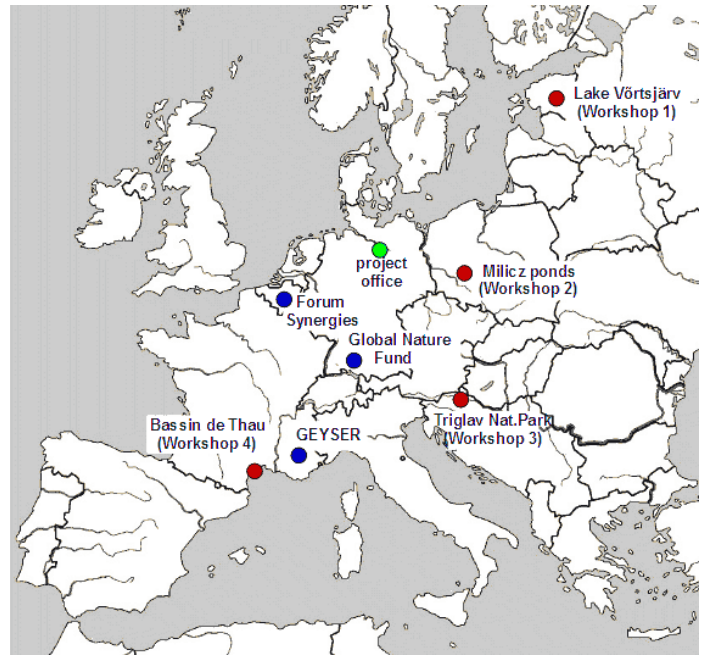 Lake Võrtsjärv
(Workshop 1)
project
office
Milicz ponds
(Workshop 2)
Forum
Synergies
Global Nature
Fund
Bassin de Thau
(Workshop 4)
GEYSER
Triglav Nat.Park
(Workshop 3)